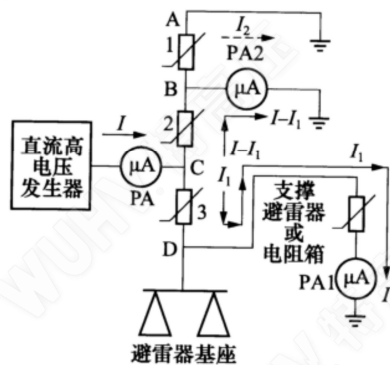 A
1
I₂
PA2
B
μA
I–I₁
2
直流高
电压
发生器
I
μA
PA
C
I–I₁
I₁
I₁
3
D
支撑
避雷器
或
电阻箱
PA1
μA
I
避雷器基座